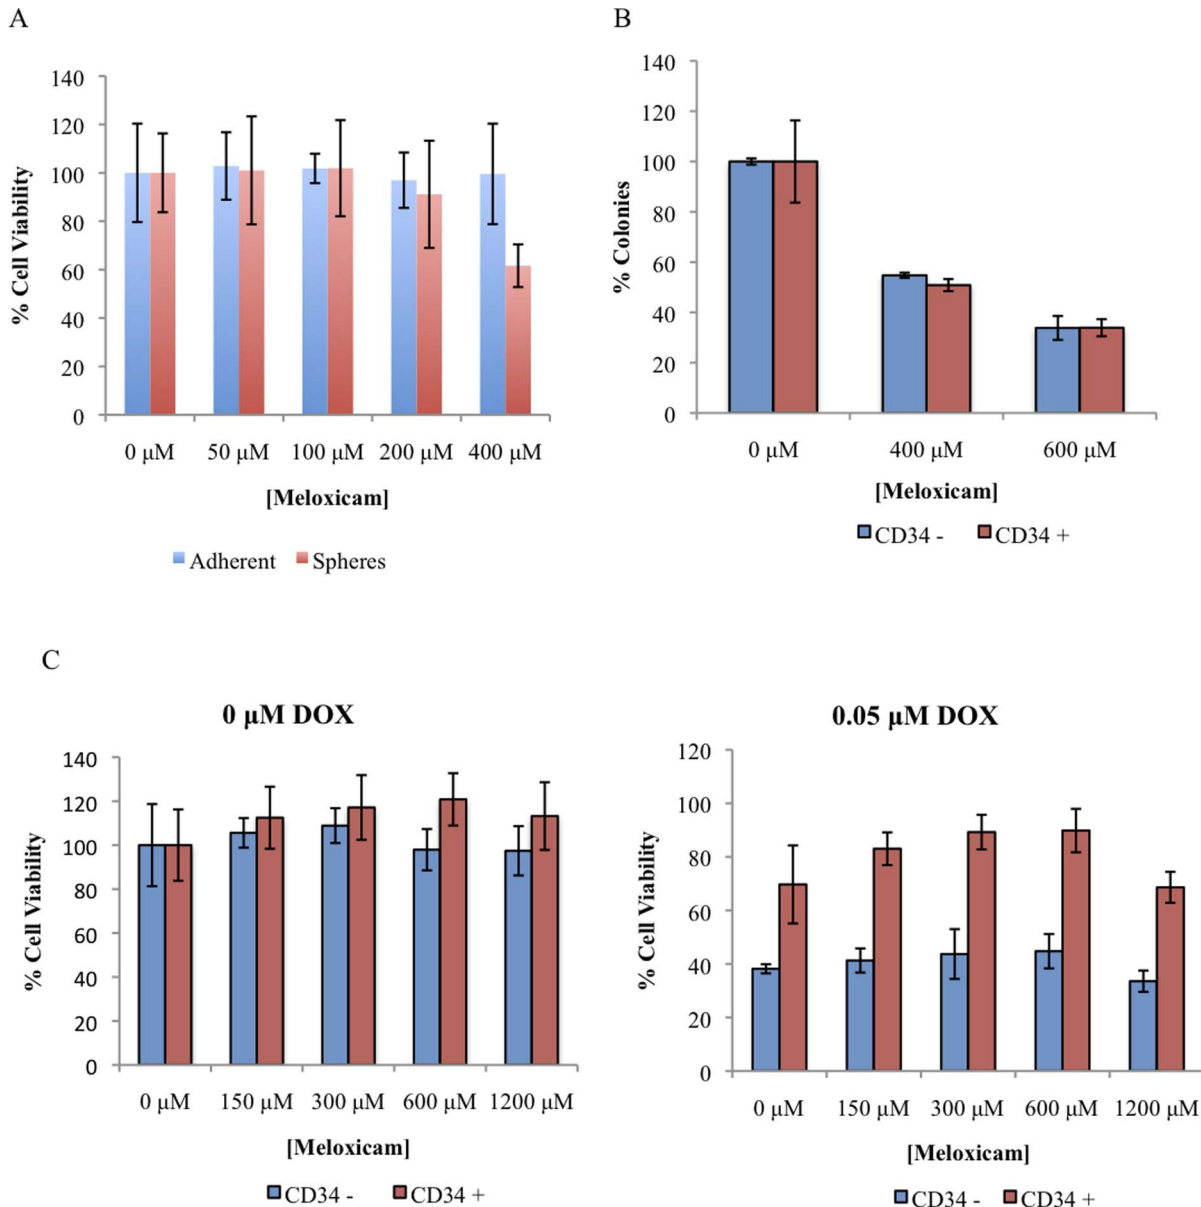 A
140
120
100
80
60
40
20
0
% Cell Viability
0 µM 50 µM 100 µM 200 µM 400 µM
[Meloxicam]
Adherent Spheres
B
140
120
100
80
60
40
20
0
% Colonies
0 µM 400 µM 600 µM
[Meloxicam]
CD34 - CD34 +
C
0 µM DOX
140
120
100
80
60
40
20
0
% Cell Viability
0 µM 150 µM 300 µM 600 µM 1200 µM
[Meloxicam]
CD34 - CD34 +
0.05 µM DOX
120
100
80
60
40
20
0
% Cell Viability
0 µM 150 µM 300 µM 600 µM 1200 µM
[Meloxicam]
CD34 - CD34 +